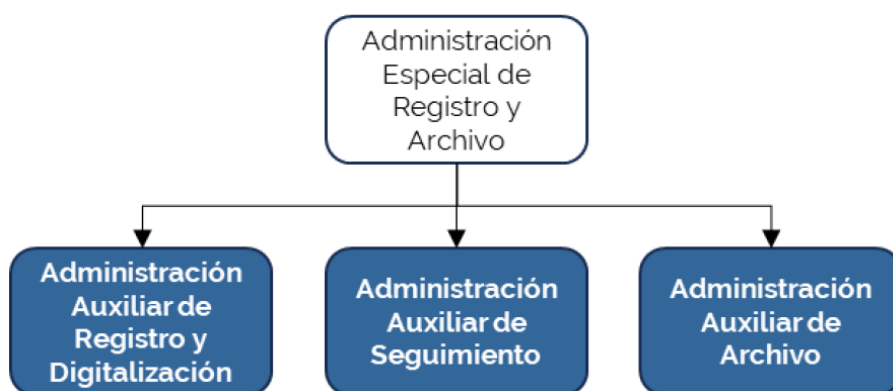 Administración
Especial de
Registro y
Archivo
Administración
Auxiliar de
Registro y
Digitalización
Administración
Auxiliar de
Seguimiento
Administración
Auxiliar de
Archivo